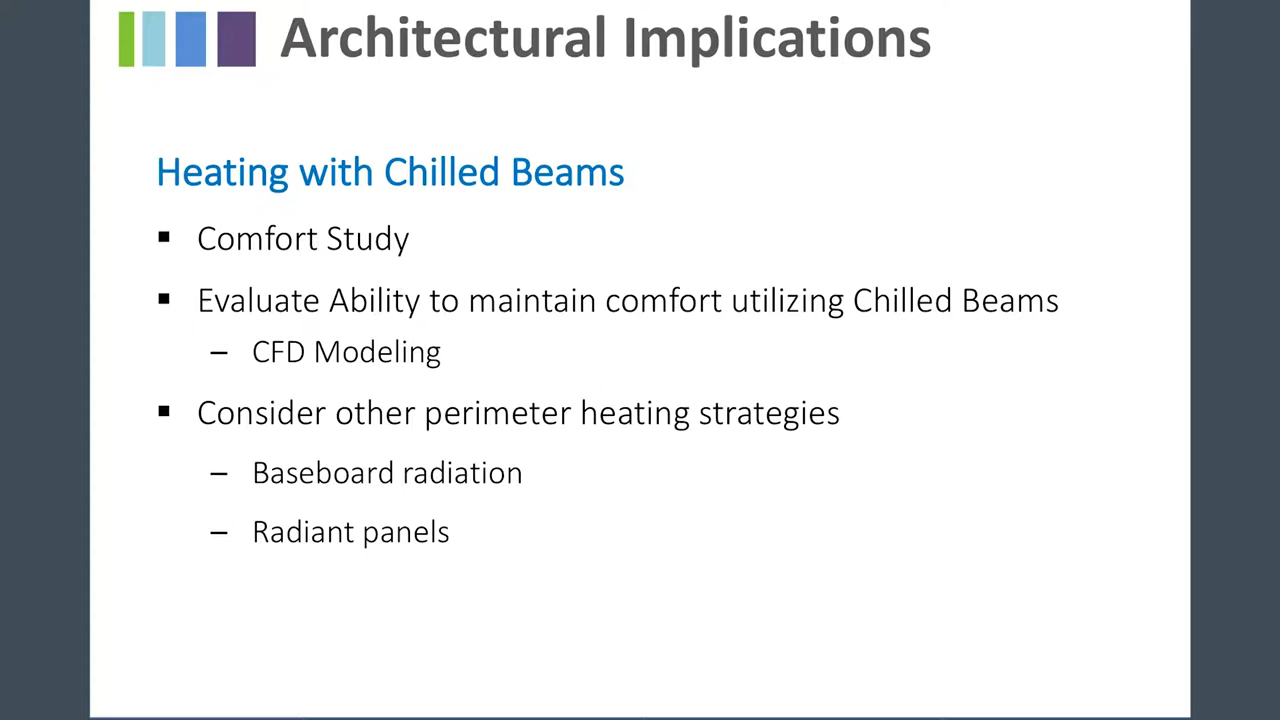 Architectural Implications
Heating with Chilled Beams
▪ Comfort Study
▪ Evaluate Ability to maintain comfort utilizing Chilled Beams
– CFD Modeling
▪ Consider other perimeter heating strategies
– Baseboard radiation
– Radiant panels